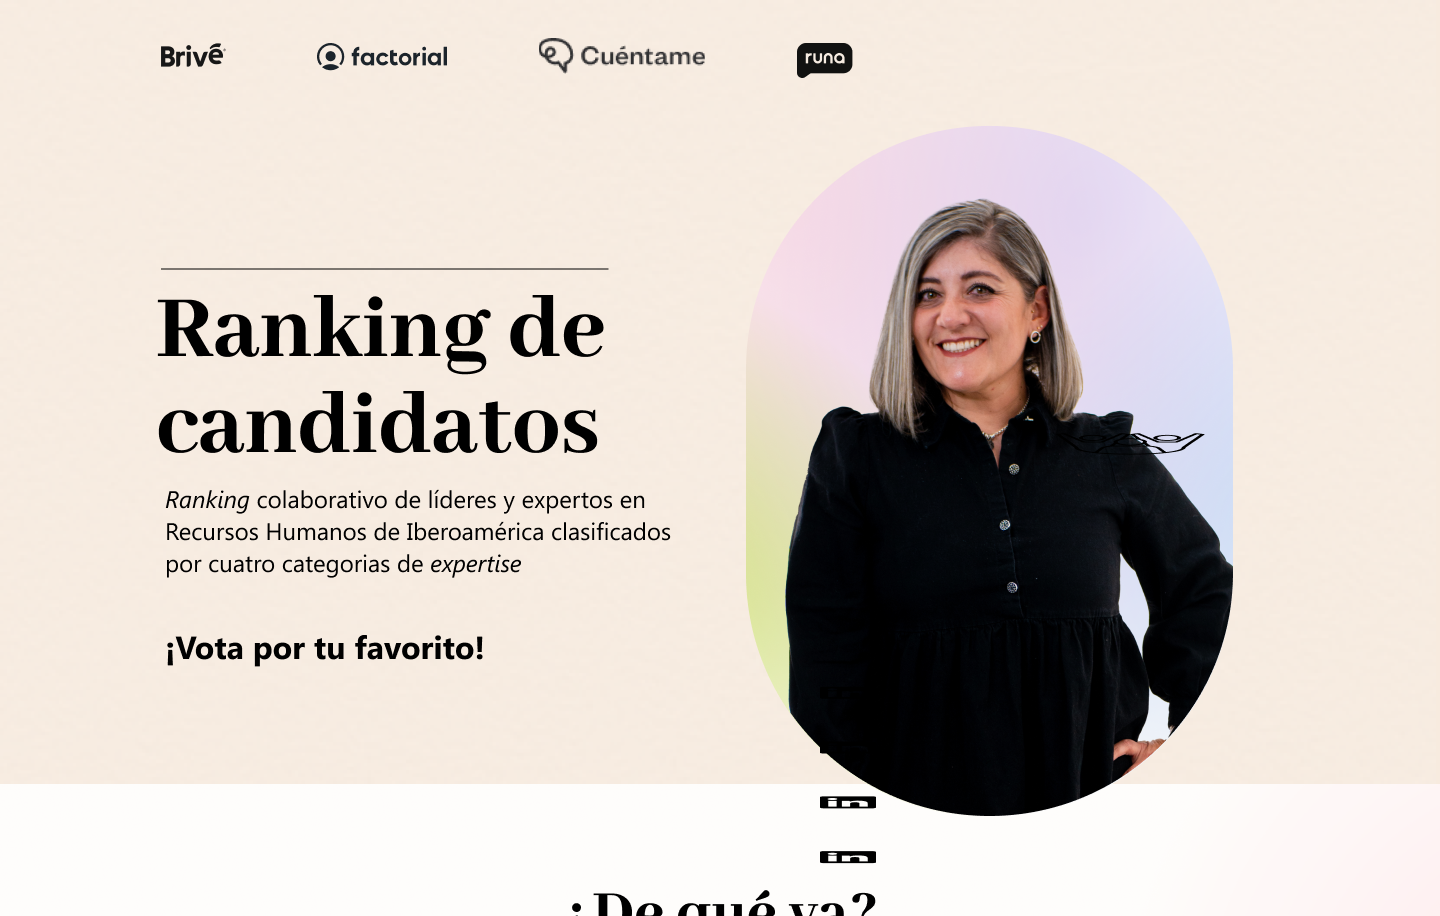 Brivé
factorial
Cuéntame
runa
Ranking de
candidatos
Ranking colaborativo de líderes y expertos en
Recursos Humanos de Iberoamérica clasificados
por cuatro categorias de expertise
¡Vota por tu favorito!
in
in
¿De qué va?